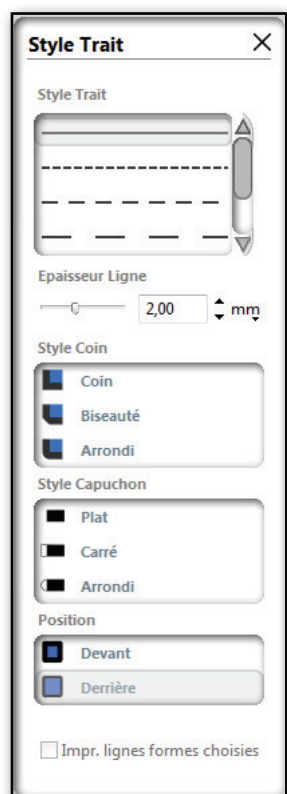 Style Trait
Style Trait
Epaisseur Ligne
2,00 mm
Style Coin
Coin
Biseauté
Arrondi
Style Capuchon
Plat
Carré
Arrondi
Position
Devant
Derrière
Impr. lignes formes choisies